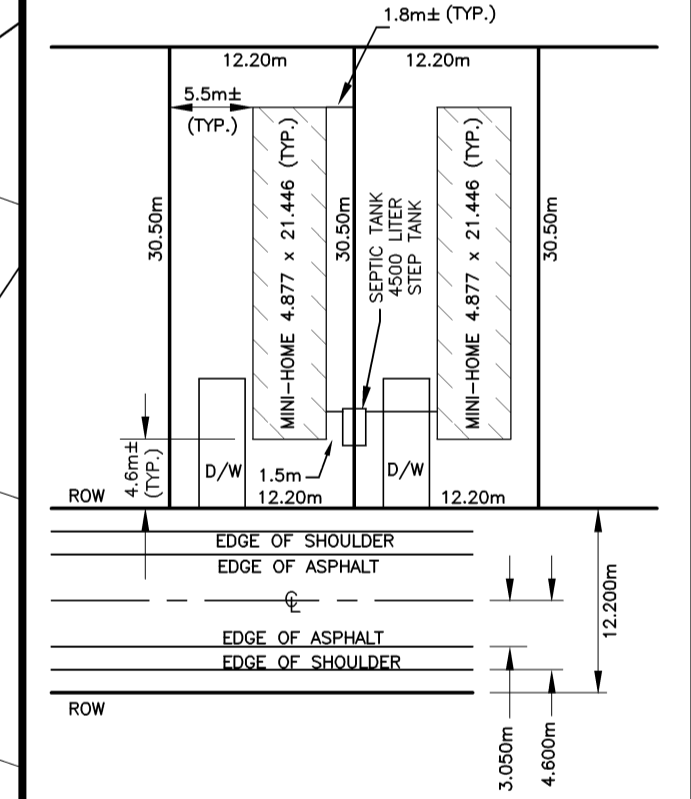 1.8m± (TYP.)
12.20m
12.20m
5.5m±
(TYP.)
30.50m
MINI-HOME 4.877 x 21.446 (TYP.)
30.50m
SEPTIC TANK
4500 LITER
STEP TANK
MINI-HOME 4.877 x 21.446 (TYP.)
30.50m
4.6m±
(TYP.)
D/W
1.5m
D/W
ROW
12.20m
12.20m
EDGE OF SHOULDER
EDGE OF ASPHALT
℄
12.200m
EDGE OF ASPHALT
EDGE OF SHOULDER
ROW
3.050m
4.600m